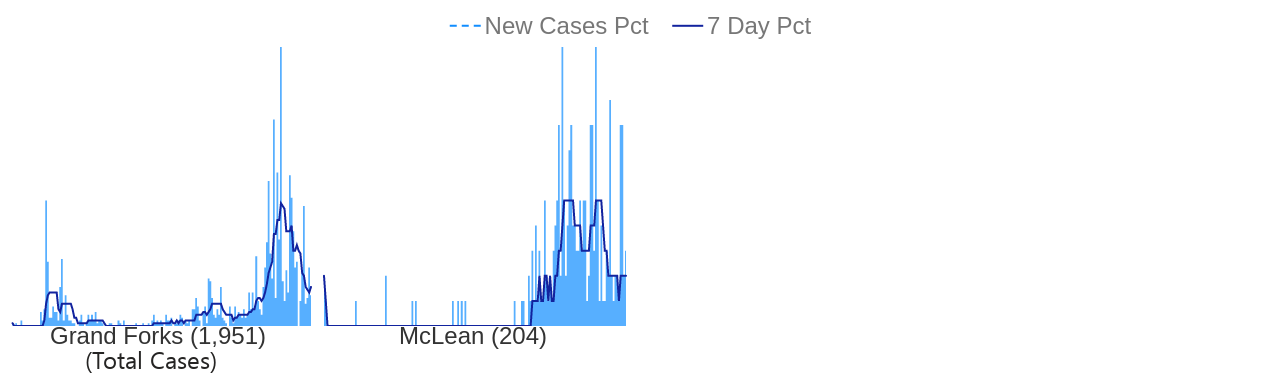 New Cases Pct 7 Day Pct
Grand Forks (1,951) McLean (204)
(Total Cases)